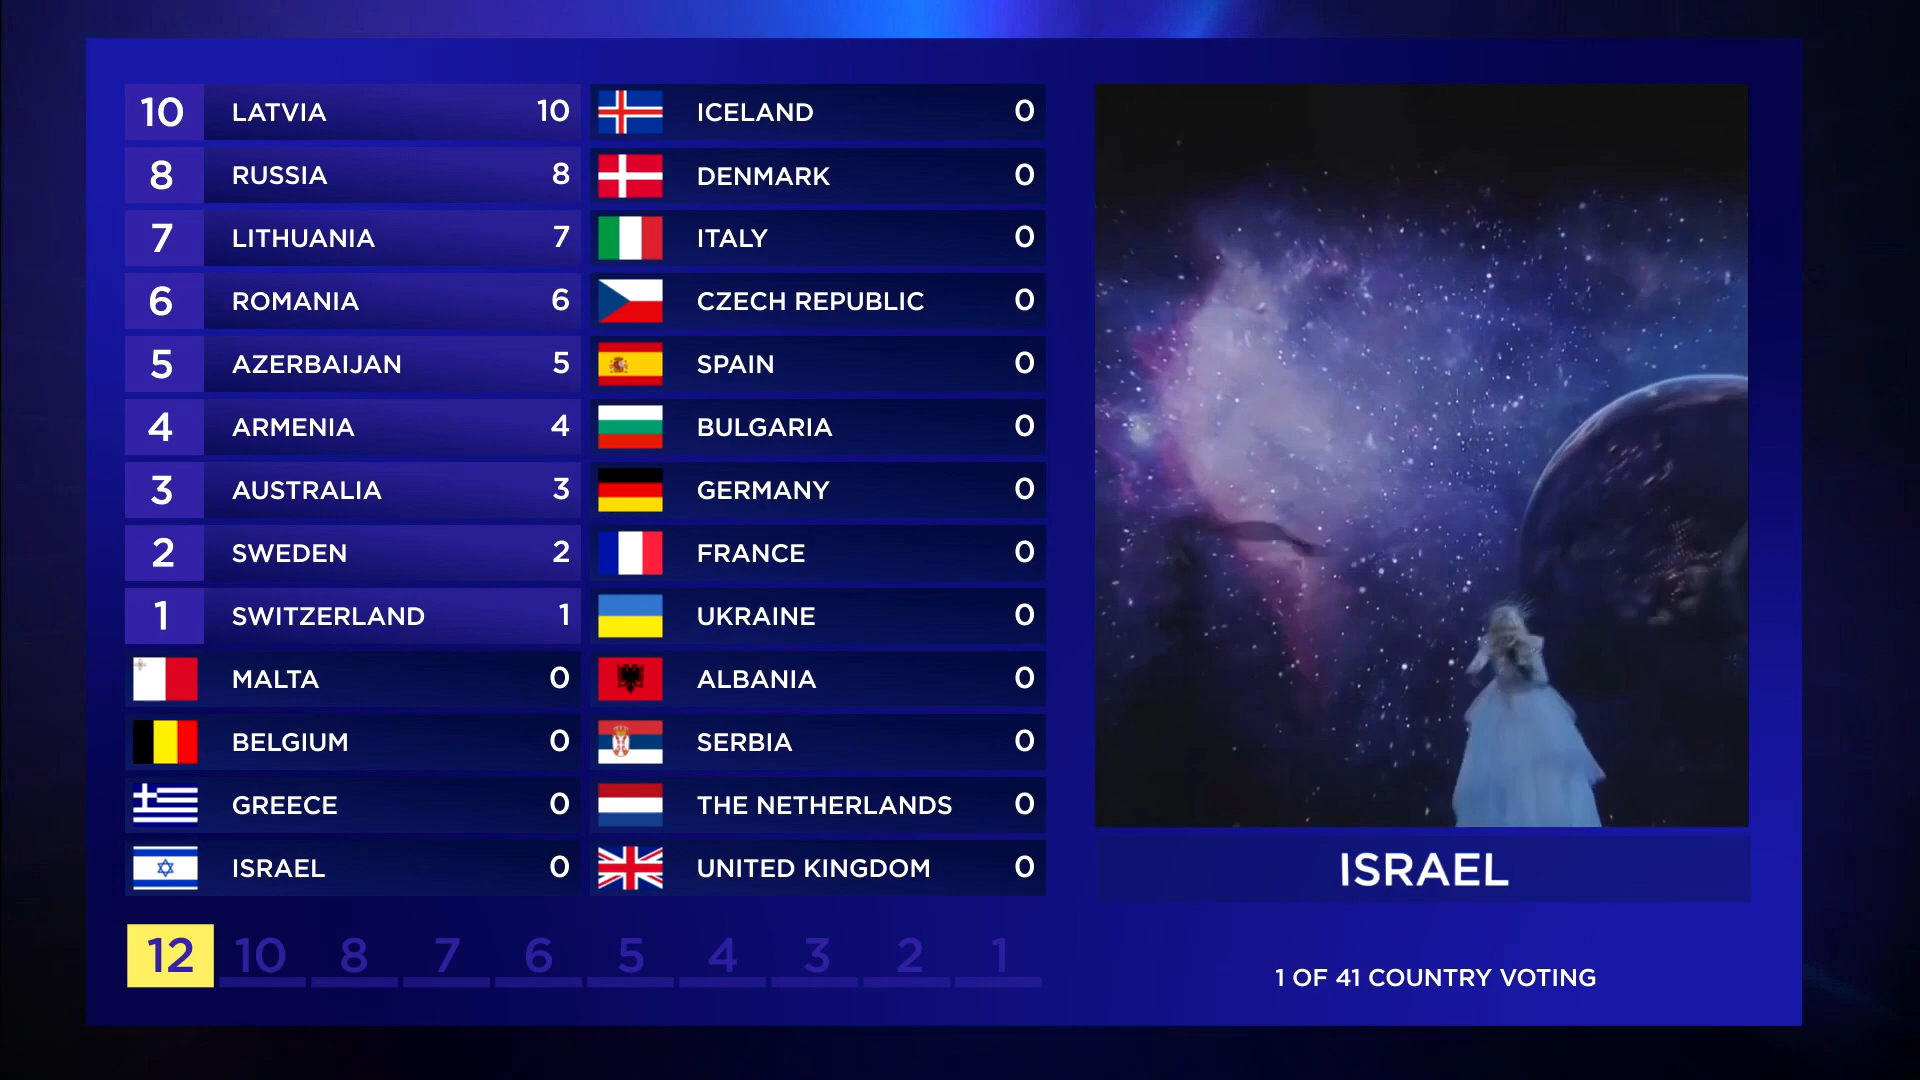 10 LATVIA 10
8 RUSSIA 8
7 LITHUANIA 7
6 ROMANIA 6
5 AZERBAIJAN 5
4 ARMENIA 4
3 AUSTRALIA 3
2 SWEDEN 2
1 SWITZERLAND 1
MALTA 0
BELGIUM 0
GREECE 0
ISRAEL 0
ICELAND 0
DENMARK 0
ITALY 0
CZECH REPUBLIC 0
SPAIN 0
BULGARIA 0
GERMANY 0
FRANCE 0
UKRAINE 0
ALBANIA 0
SERBIA 0
THE NETHERLANDS 0
UNITED KINGDOM 0
12 10 8 7 6 5 4 3 2 1
ISRAEL
1 OF 41 COUNTRY VOTING